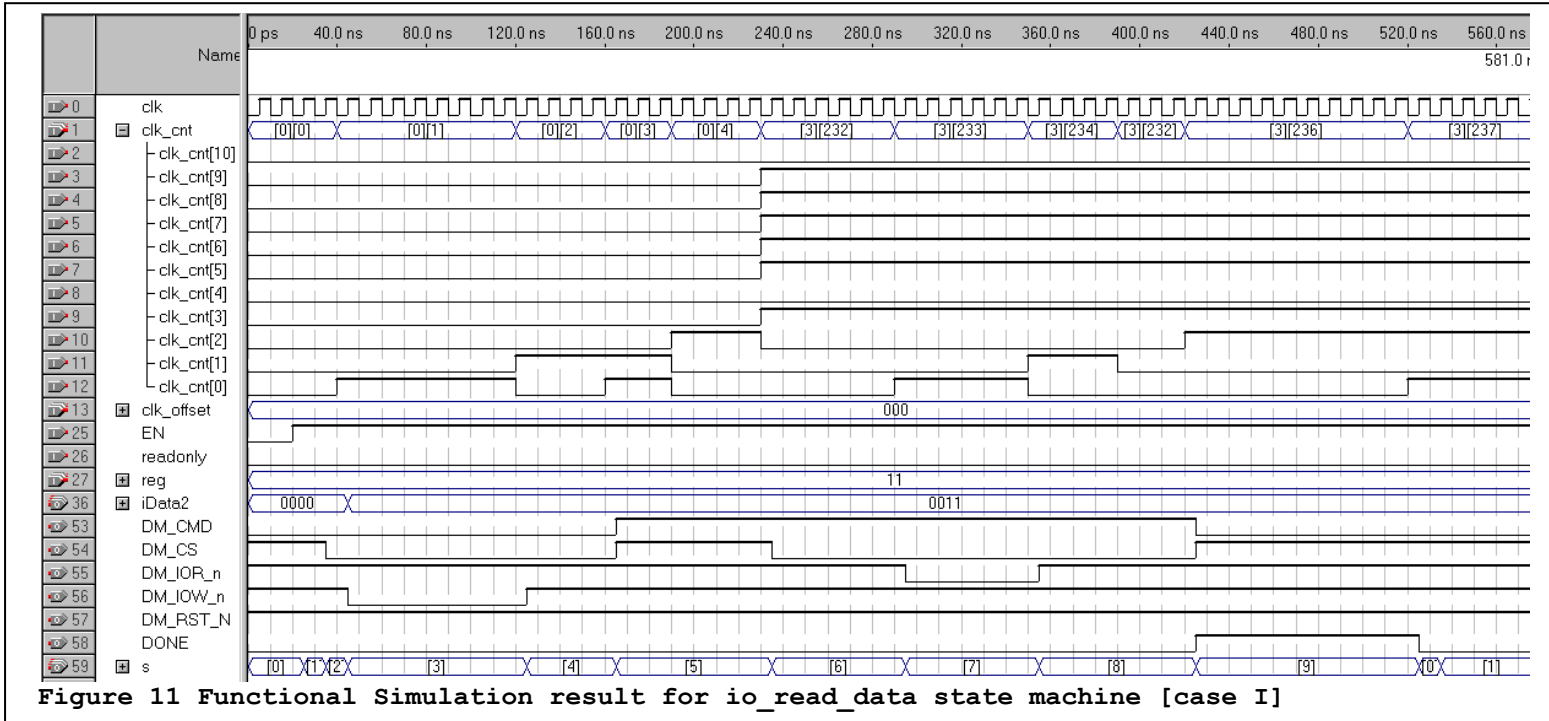 0 ps 40.0 ns 80.0 ns 120.0 ns 160.0 ns 200.0 ns 240.0 ns 280.0 ns 320.0 ns 360.0 ns 400.0 ns 440.0 ns 480.0 ns 520.0 ns 560.0 ns
Name
581.0 n
0 clk
1 clk_cnt [0][0] [0][1] [0][2] [0][3] [0][4] [3][232] [3][233] [3][234] [3][232] [3][236] [3][237]
2 clk_cnt[10]
3 clk_cnt[9]
4 clk_cnt[8]
5 clk_cnt[7]
6 clk_cnt[6]
7 clk_cnt[5]
8 clk_cnt[4]
9 clk_cnt[3]
10 clk_cnt[2]
11 clk_cnt[1]
12 clk_cnt[0]
13 clk_offset 000
25 EN
26 readonly
27 reg 11
36 iData2 0000 0011
53 DM_CMD
54 DM_CS
55 DM_IOR_n
56 DM_IOW_n
57 DM_RST_N
58 DONE
59 s [0] [1] [2] [3] [4] [5] [6] [7] [8] [9] [0] [1]
Figure 11 Functional Simulation result for io_read_data state machine [case I]